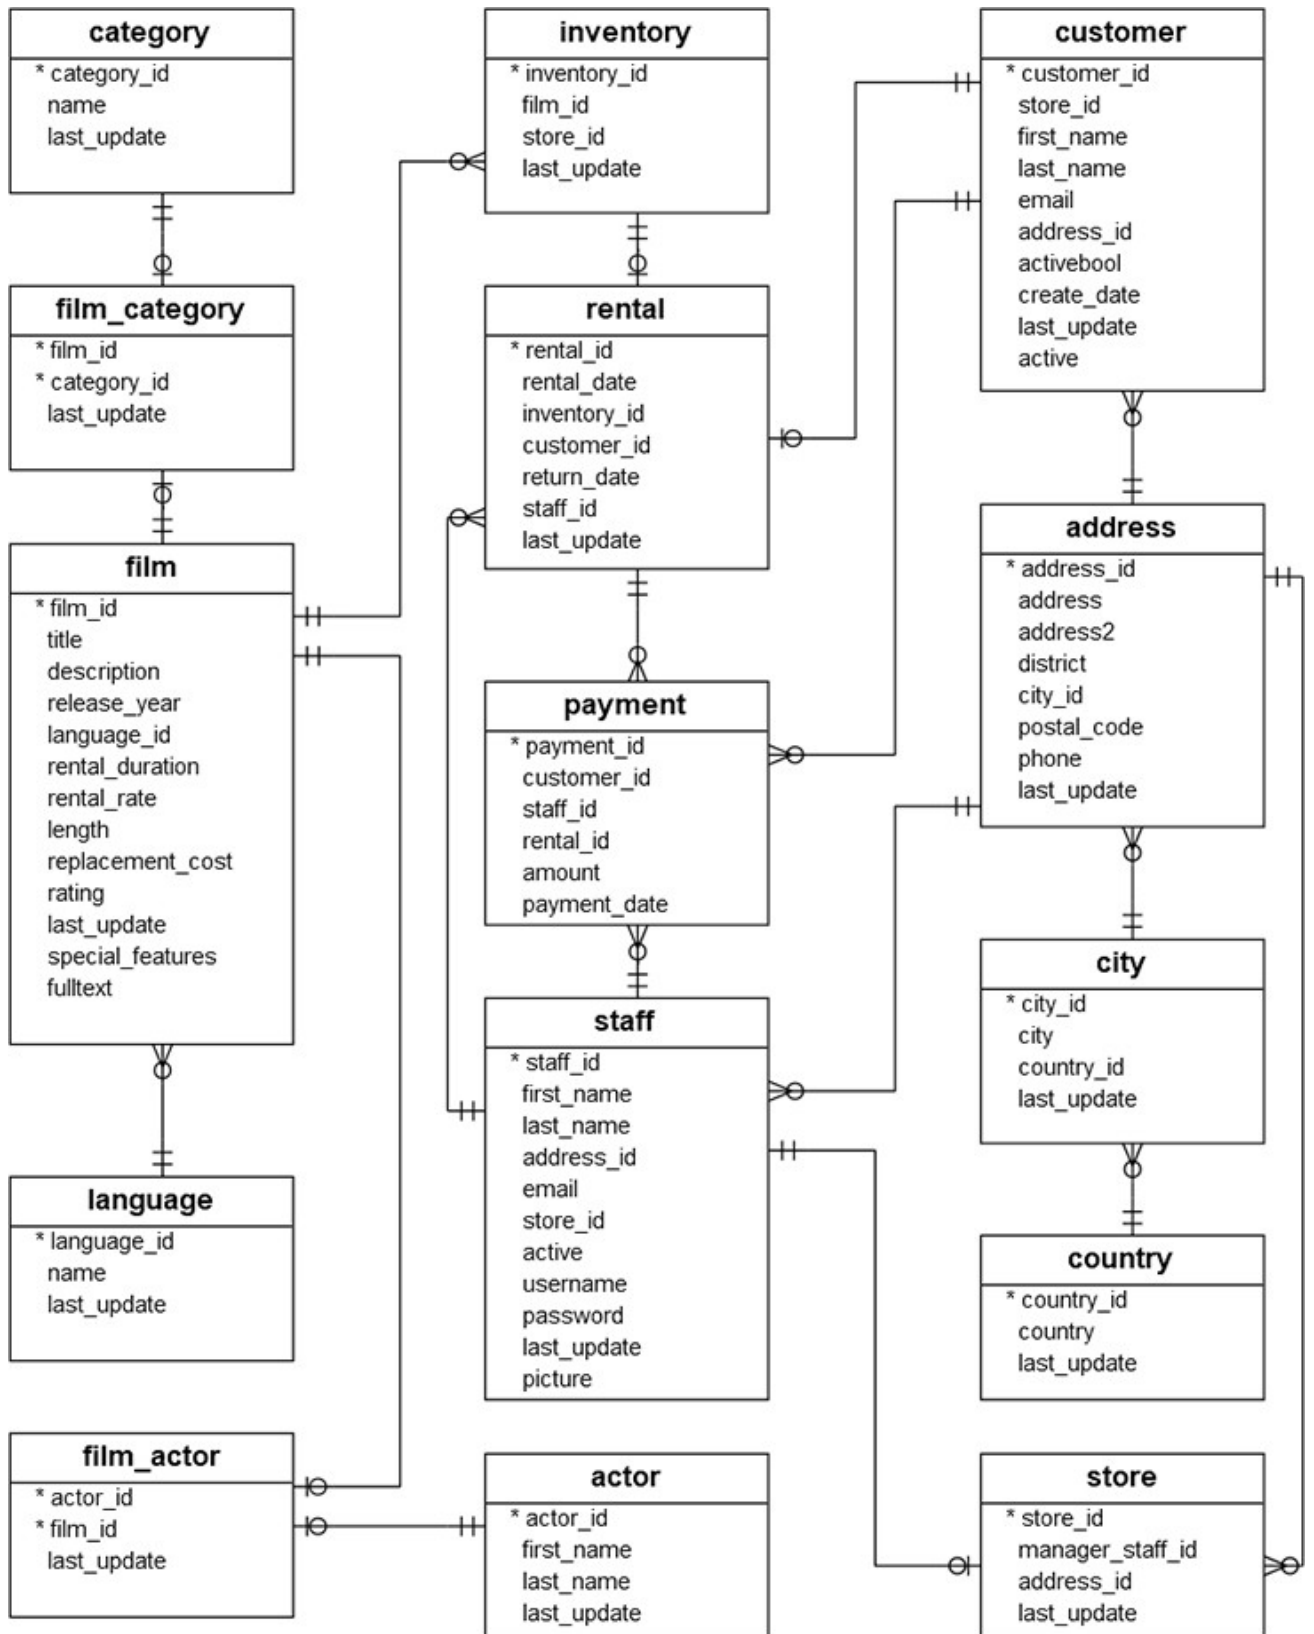 category
* category_id
name
last_update
film_category
* film_id
* category_id
last_update
film
* film_id
title
description
release_year
language_id
rental_duration
rental_rate
length
replacement_cost
rating
last_update
special_features
fulltext
language
* language_id
name
last_update
film_actor
* actor_id
* film_id
last_update
inventory
* inventory_id
film_id
store_id
last_update
rental
* rental_id
rental_date
inventory_id
customer_id
return_date
staff_id
last_update
payment
* payment_id
customer_id
staff_id
rental_id
amount
payment_date
staff
* staff_id
first_name
last_name
address_id
email
store_id
active
username
password
last_update
picture
actor
* actor_id
first_name
last_name
last_update
customer
* customer_id
store_id
first_name
last_name
email
address_id
activebool
create_date
last_update
active
address
* address_id
address
address2
district
city_id
postal_code
phone
last_update
city
* city_id
city
country_id
last_update
country
* country_id
country
last_update
store
* store_id
manager_staff_id
address_id
last_update